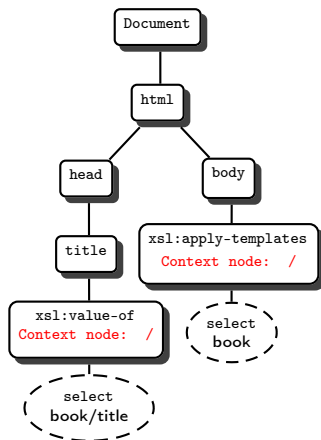 Document
html
head
body
title
xsl:apply-templates
Context node: /
xsl:value-of
Context node: /
select
book
select
book/title